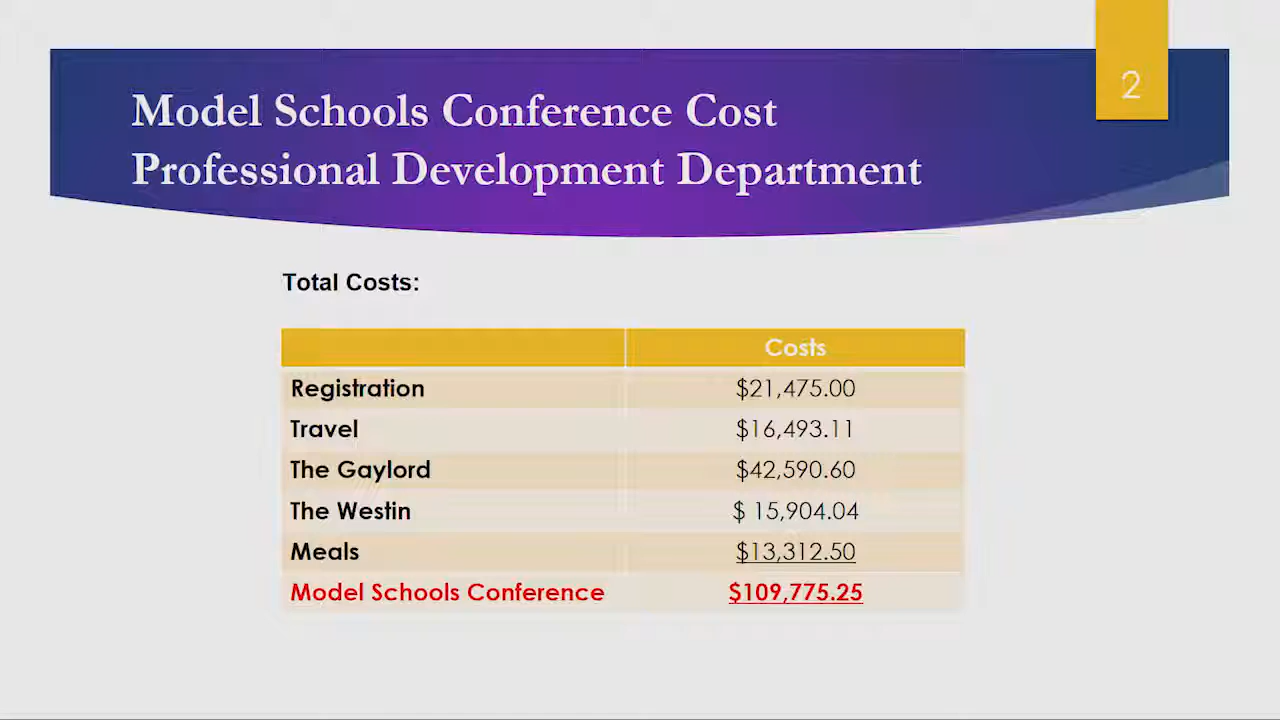 2
Model Schools Conference Cost
Professional Development Department
Total Costs:
Costs
Registration $21,475.00
Travel $16,493.11
The Gaylord $42,590.60
The Westin $ 15,904.04
Meals $13,312.50
Model Schools Conference $109,775.25